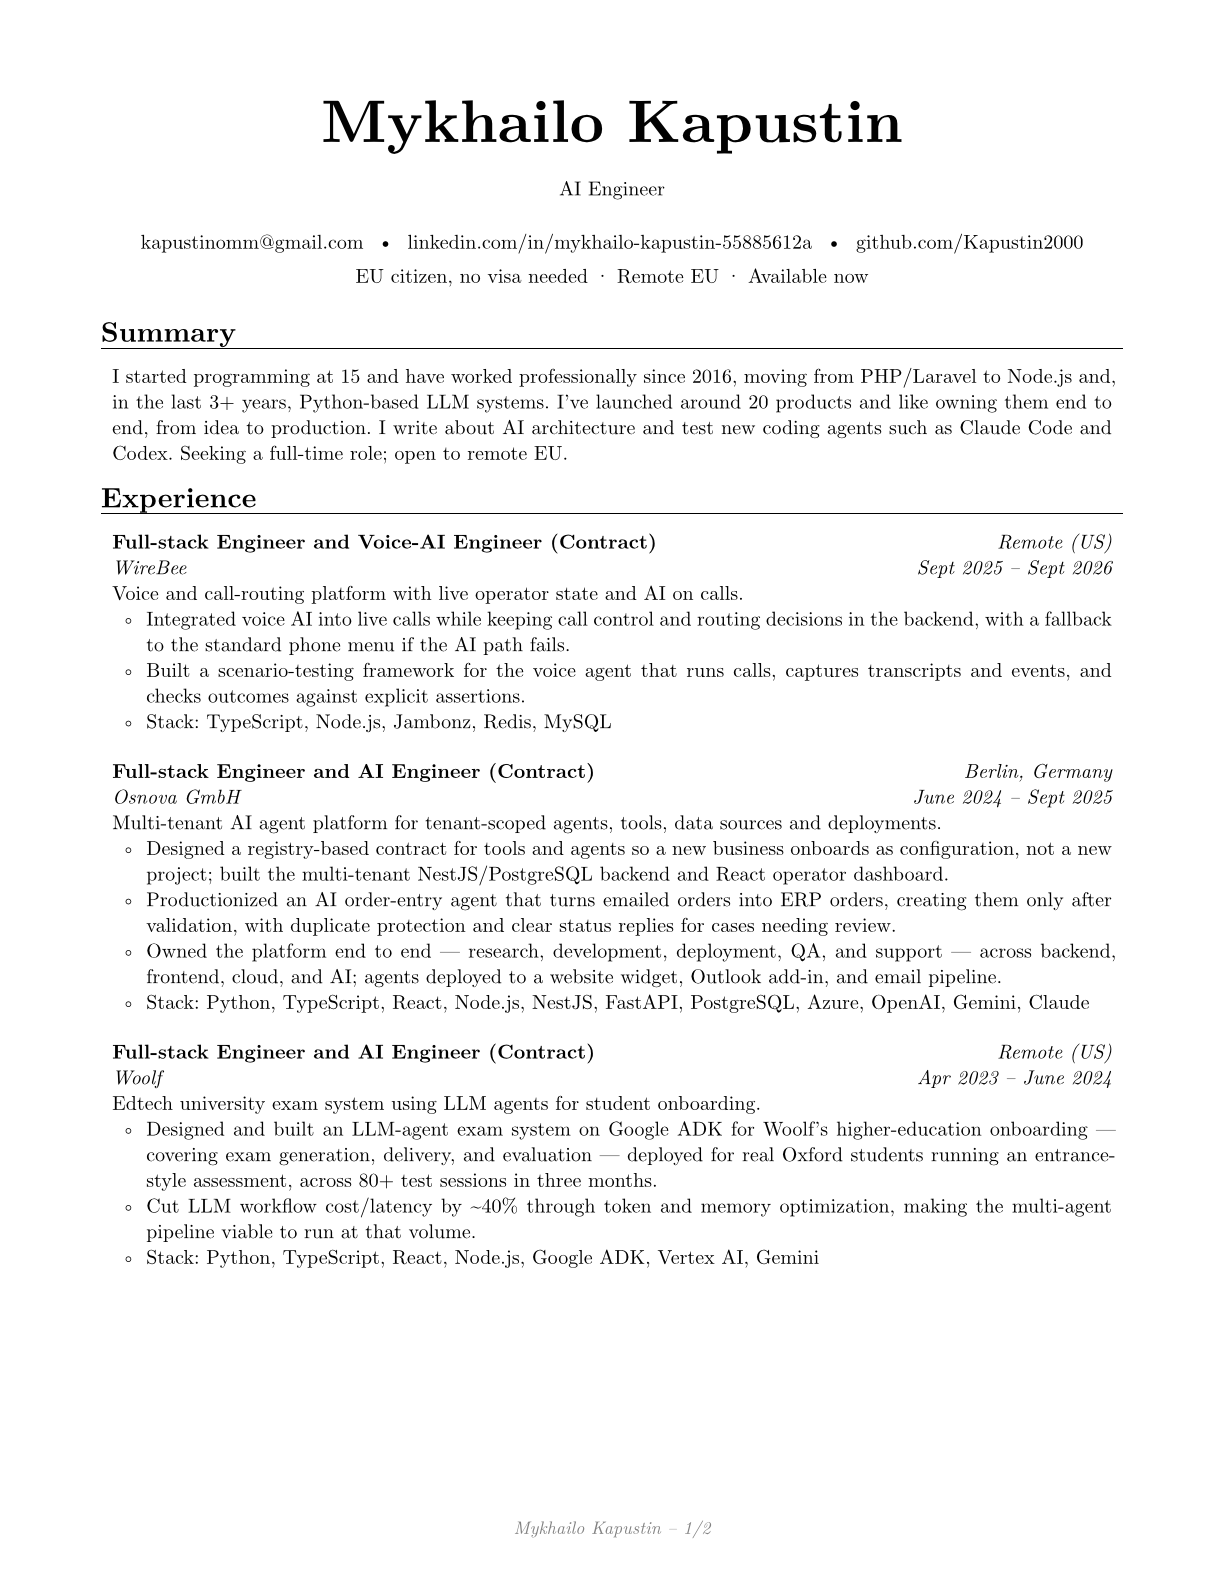 Mykhailo Kapustin
AI Engineer
kapustinomm@gmail.com • linkedin.com/in/mykhailo-kapustin-55885612a • github.com/Kapustin2000
EU citizen, no visa needed · Remote EU · Available now
Summary
I started programming at 15 and have worked professionally since 2016, moving from PHP/Laravel to Node.js and,
in the last 3+ years, Python-based LLM systems. I've launched around 20 products and like owning them end to
end, from idea to production. I write about AI architecture and test new coding agents such as Claude Code and
Codex. Seeking a full-time role; open to remote EU.
Experience
Full-stack Engineer and Voice-AI Engineer (Contract) Remote (US)
WireBee Sept 2025 – Sept 2026
Voice and call-routing platform with live operator state and AI on calls.
◦ Integrated voice AI into live calls while keeping call control and routing decisions in the backend, with a fallback
to the standard phone menu if the AI path fails.
◦ Built a scenario-testing framework for the voice agent that runs calls, captures transcripts and events, and
checks outcomes against explicit assertions.
◦ Stack: TypeScript, Node.js, Jambonz, Redis, MySQL
Full-stack Engineer and AI Engineer (Contract) Berlin, Germany
Osnova GmbH June 2024 – Sept 2025
Multi-tenant AI agent platform for tenant-scoped agents, tools, data sources and deployments.
◦ Designed a registry-based contract for tools and agents so a new business onboards as configuration, not a new
project; built the multi-tenant NestJS/PostgreSQL backend and React operator dashboard.
◦ Productionized an AI order-entry agent that turns emailed orders into ERP orders, creating them only after
validation, with duplicate protection and clear status replies for cases needing review.
◦ Owned the platform end to end — research, development, deployment, QA, and support — across backend,
frontend, cloud, and AI; agents deployed to a website widget, Outlook add-in, and email pipeline.
◦ Stack: Python, TypeScript, React, Node.js, NestJS, FastAPI, PostgreSQL, Azure, OpenAI, Gemini, Claude
Full-stack Engineer and AI Engineer (Contract) Remote (US)
Woolf Apr 2023 – June 2024
Edtech university exam system using LLM agents for student onboarding.
◦ Designed and built an LLM-agent exam system on Google ADK for Woolf's higher-education onboarding —
covering exam generation, delivery, and evaluation — deployed for real Oxford students running an entrance-
style assessment, across 80+ test sessions in three months.
◦ Cut LLM workflow cost/latency by ~40% through token and memory optimization, making the multi-agent
pipeline viable to run at that volume.
◦ Stack: Python, TypeScript, React, Node.js, Google ADK, Vertex AI, Gemini
Mykhailo Kapustin – 1/2